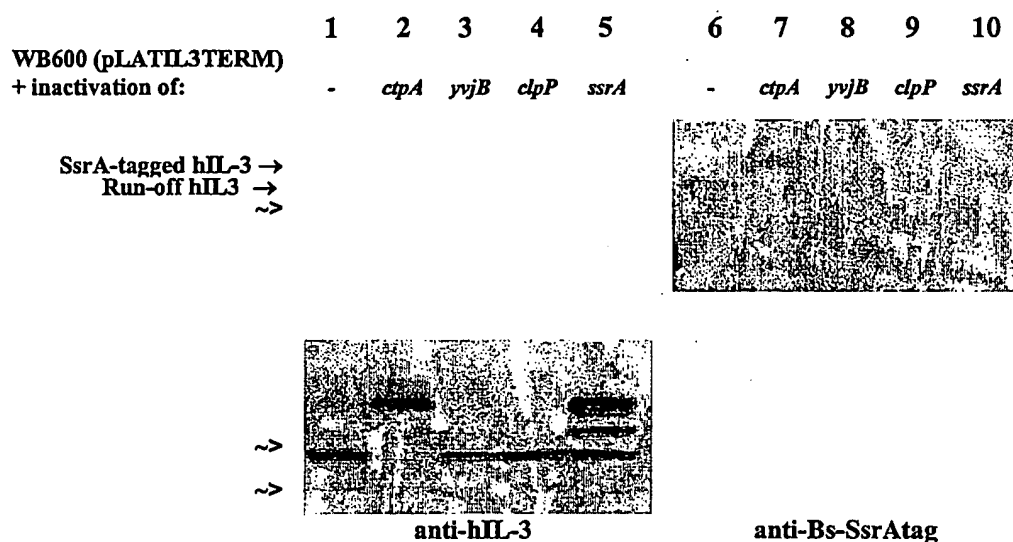 1 2 3 4 5 6 7 8 9 10
WB600 (pLATIL3TERM)
+ inactivation of: - ctpA yvjB clpP ssrA - ctpA yvjB clpP ssrA
SsrA-tagged hIL-3 →
Run-off hIL3 →
~>
~>
~>
anti-hIL-3 anti-Bs-SsrAtag